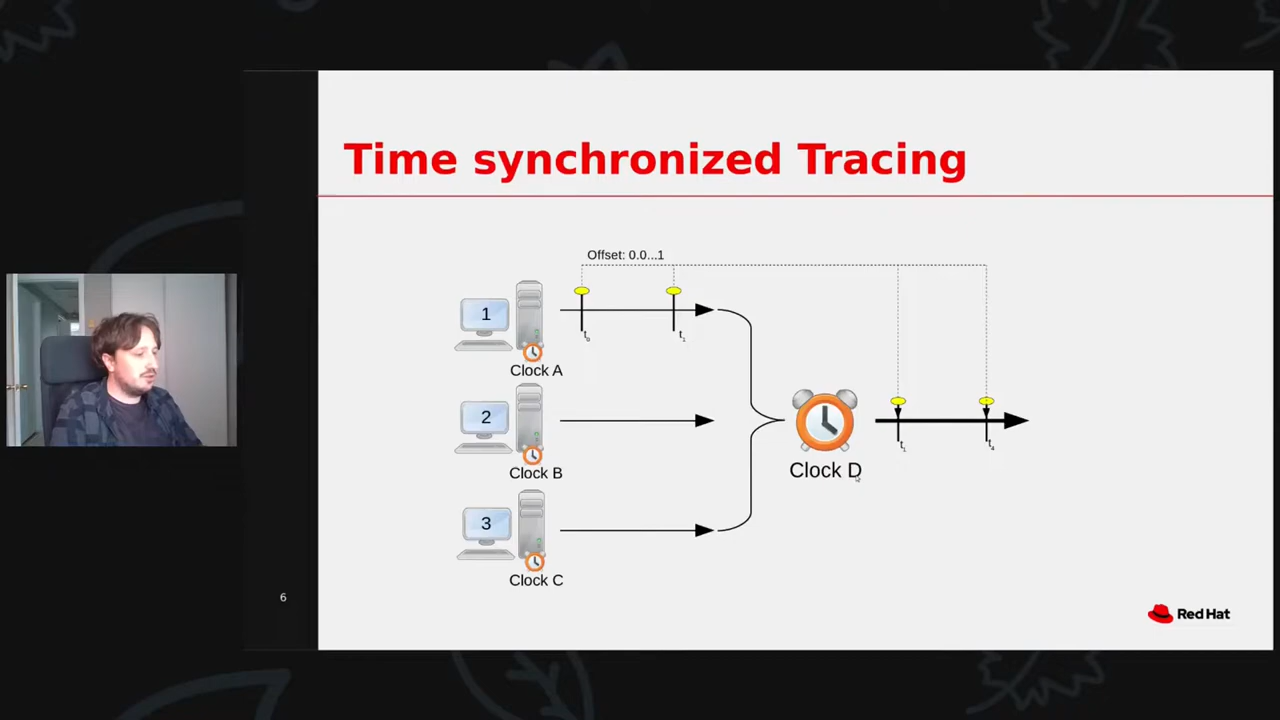 Time synchronized Tracing
Offset: 0.0...1
1
t
t
Clock A
2
Clock B
Clock D
t
t
3
Clock C
6
Red Hat